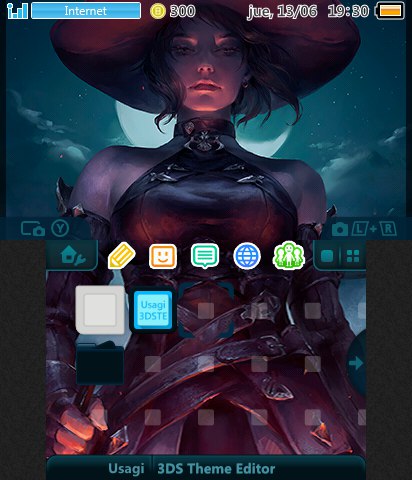 Internet
300
jue, 13/06
19:30
Y
L+R
Usagi
3DSTE
Usagi
3DS Theme Editor